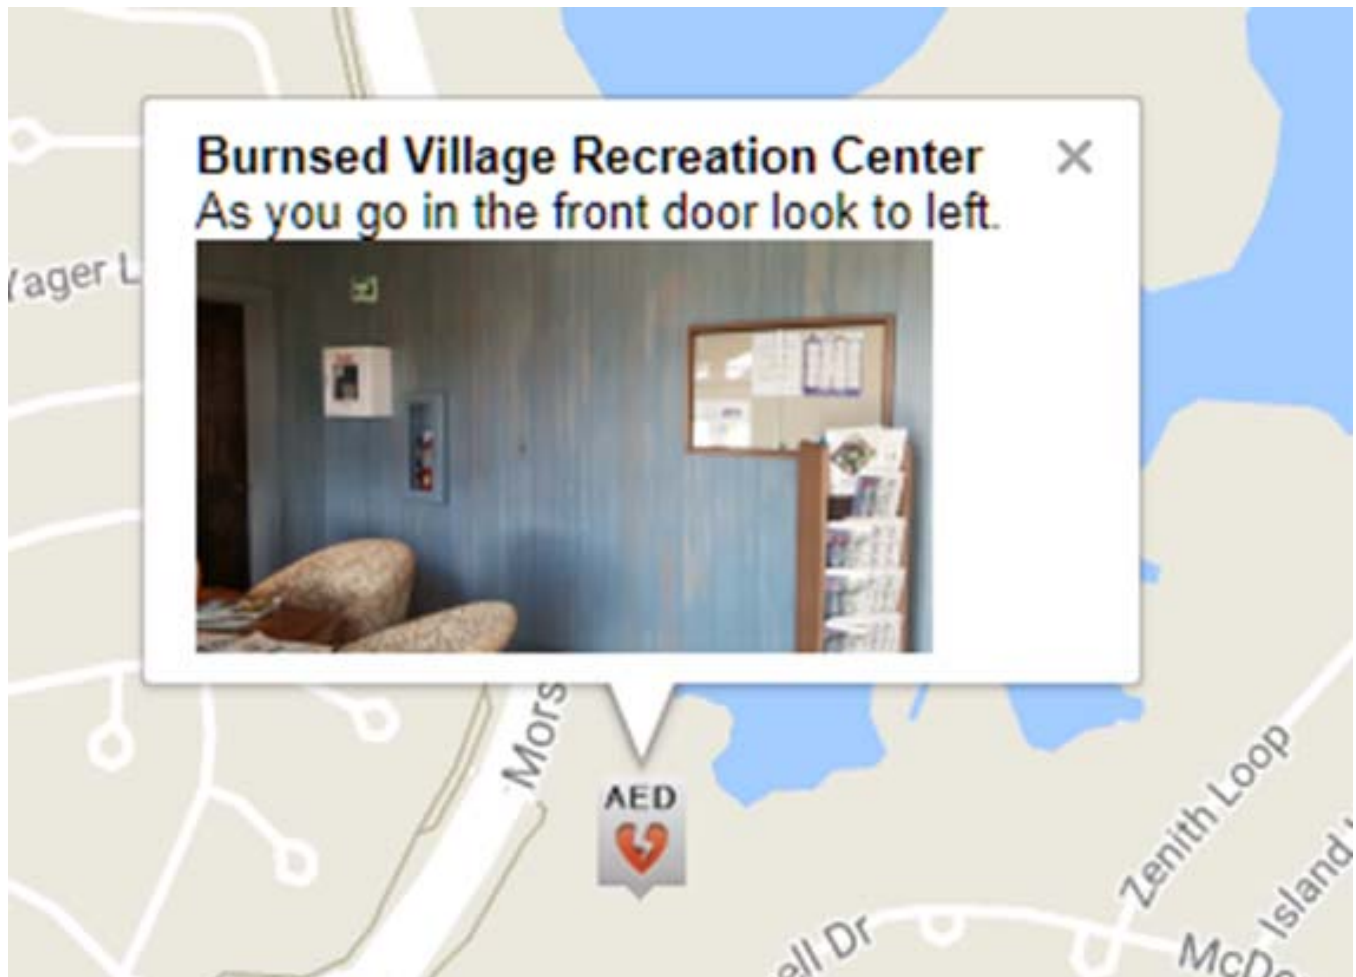 Burnsed Village Recreation Center
As you go in the front door look to left.
Yager L
Mors
AED
Zenith Loop
Island
ell Dr
McD